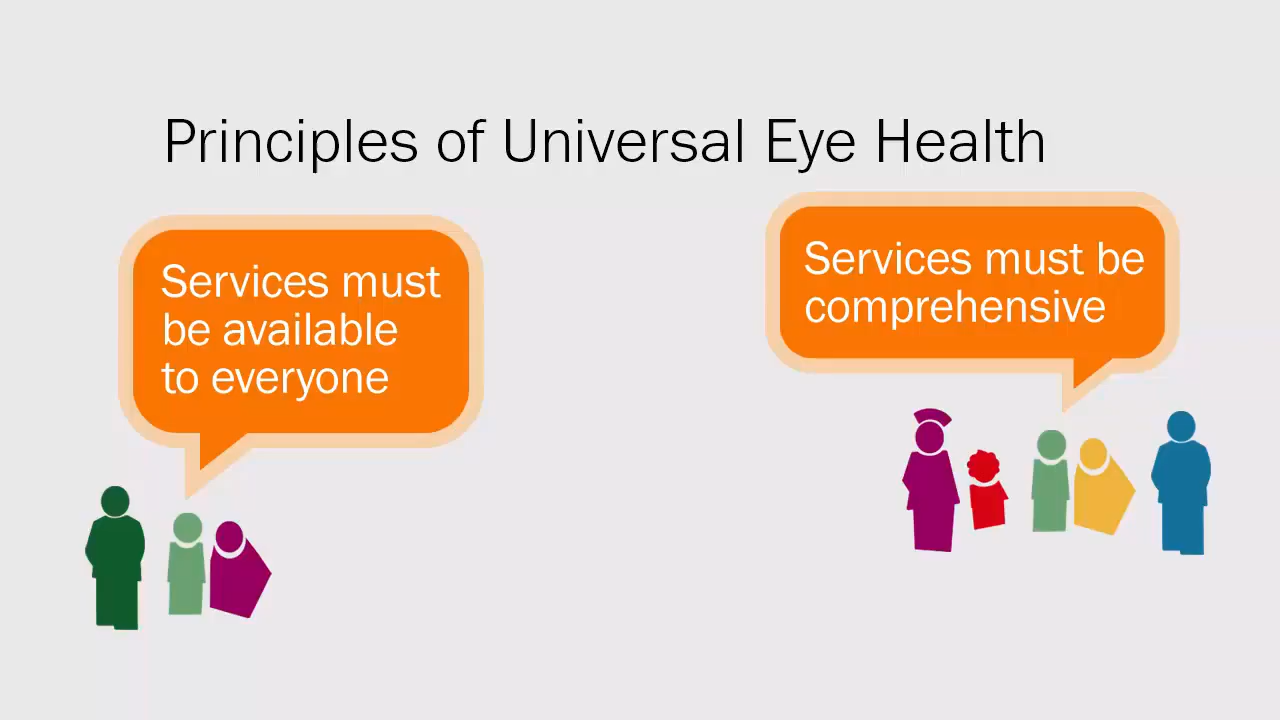 Principles of Universal Eye Health
Services must
be available
to everyone
Services must be
comprehensive